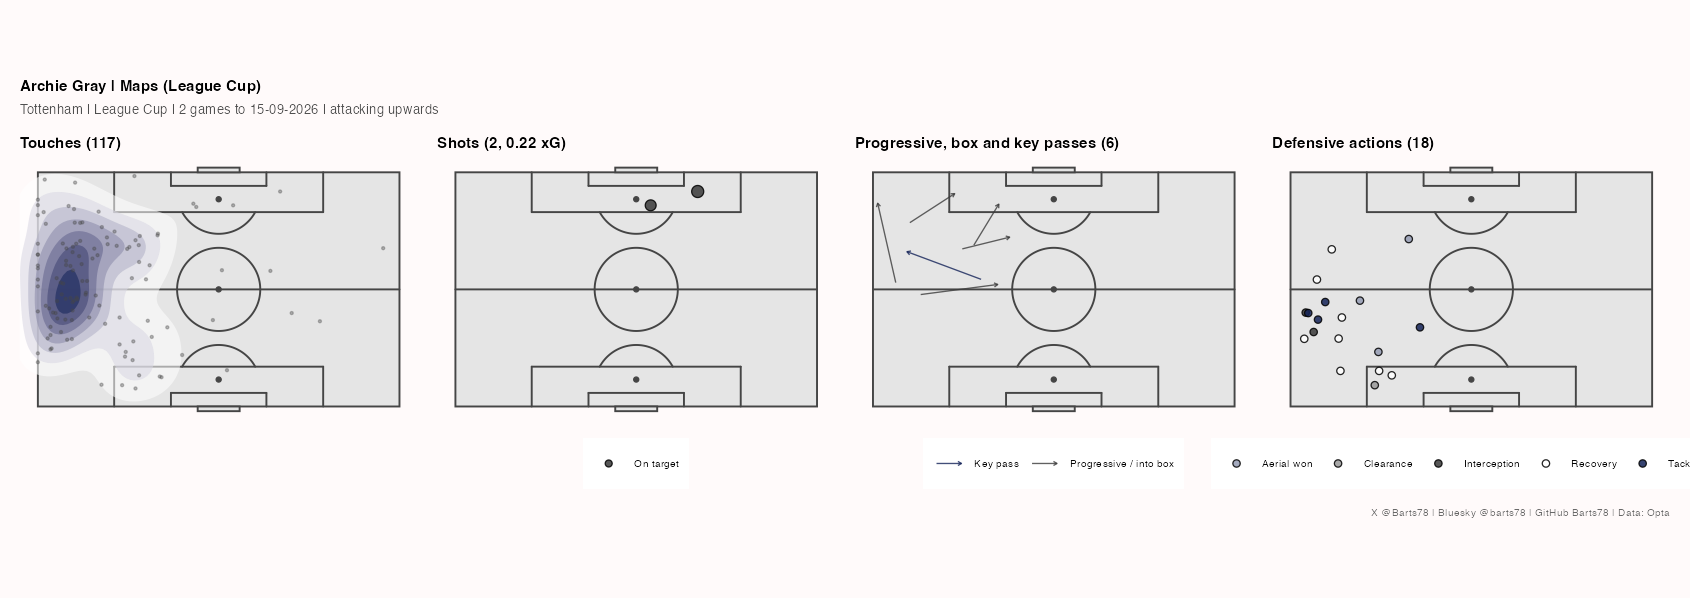 Archie Gray | Maps (League Cup)
Tottenham | League Cup | 2 games to 15-09-2026 | attacking upwards
Touches (117)
Shots (2, 0.22 xG)
Progressive, box and key passes (6)
Defensive actions (18)
On target
Key pass
Progressive / into box
Aerial won
Clearance
Interception
Recovery
Tack
X @Barts78 | Bluesky @barts78 | GitHub Barts78 | Data: Opta